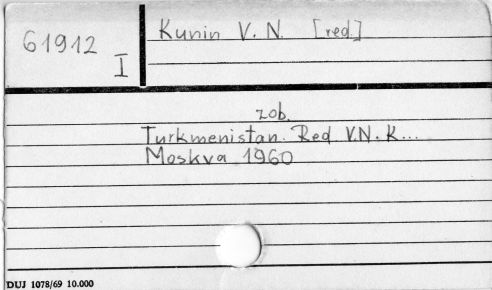 61912
I
Kunin V. N. [red.]
zob.
Turkmenistan. Red V.N. K...
Moskva 1960
DUJ 1078/69 10.000